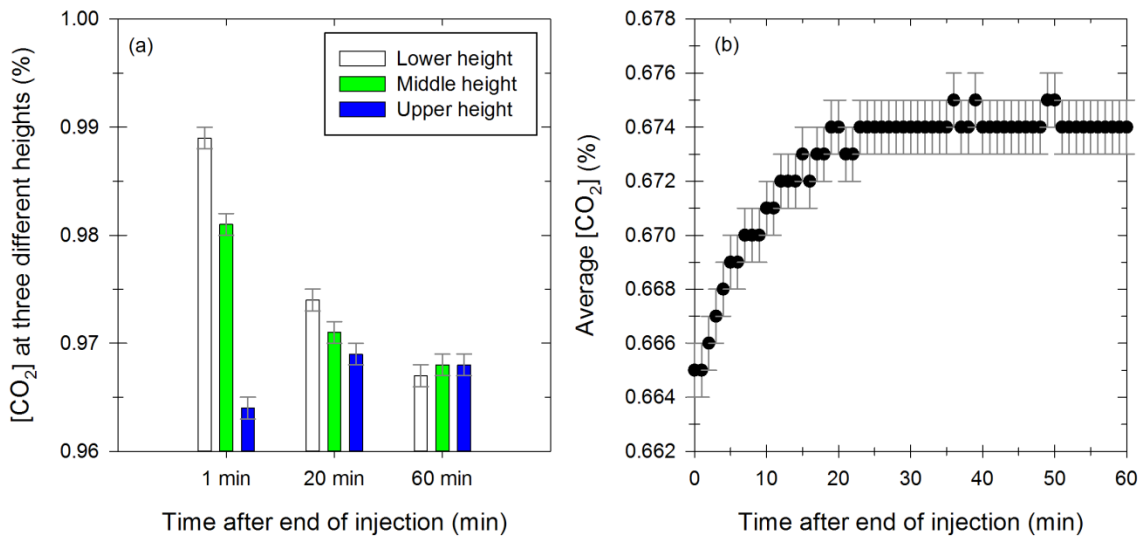 [CO₂] at three different heights (%)
1.00
0.99
0.98
0.97
0.96
(a)
Lower height
Middle height
Upper height
1 min
20 min
60 min
Time after end of injection (min)
Average [CO₂] (%)
0.678
0.676
0.674
0.672
0.670
0.668
0.666
0.664
0.662
(b)
0
10
20
30
40
50
60
Time after end of injection (min)